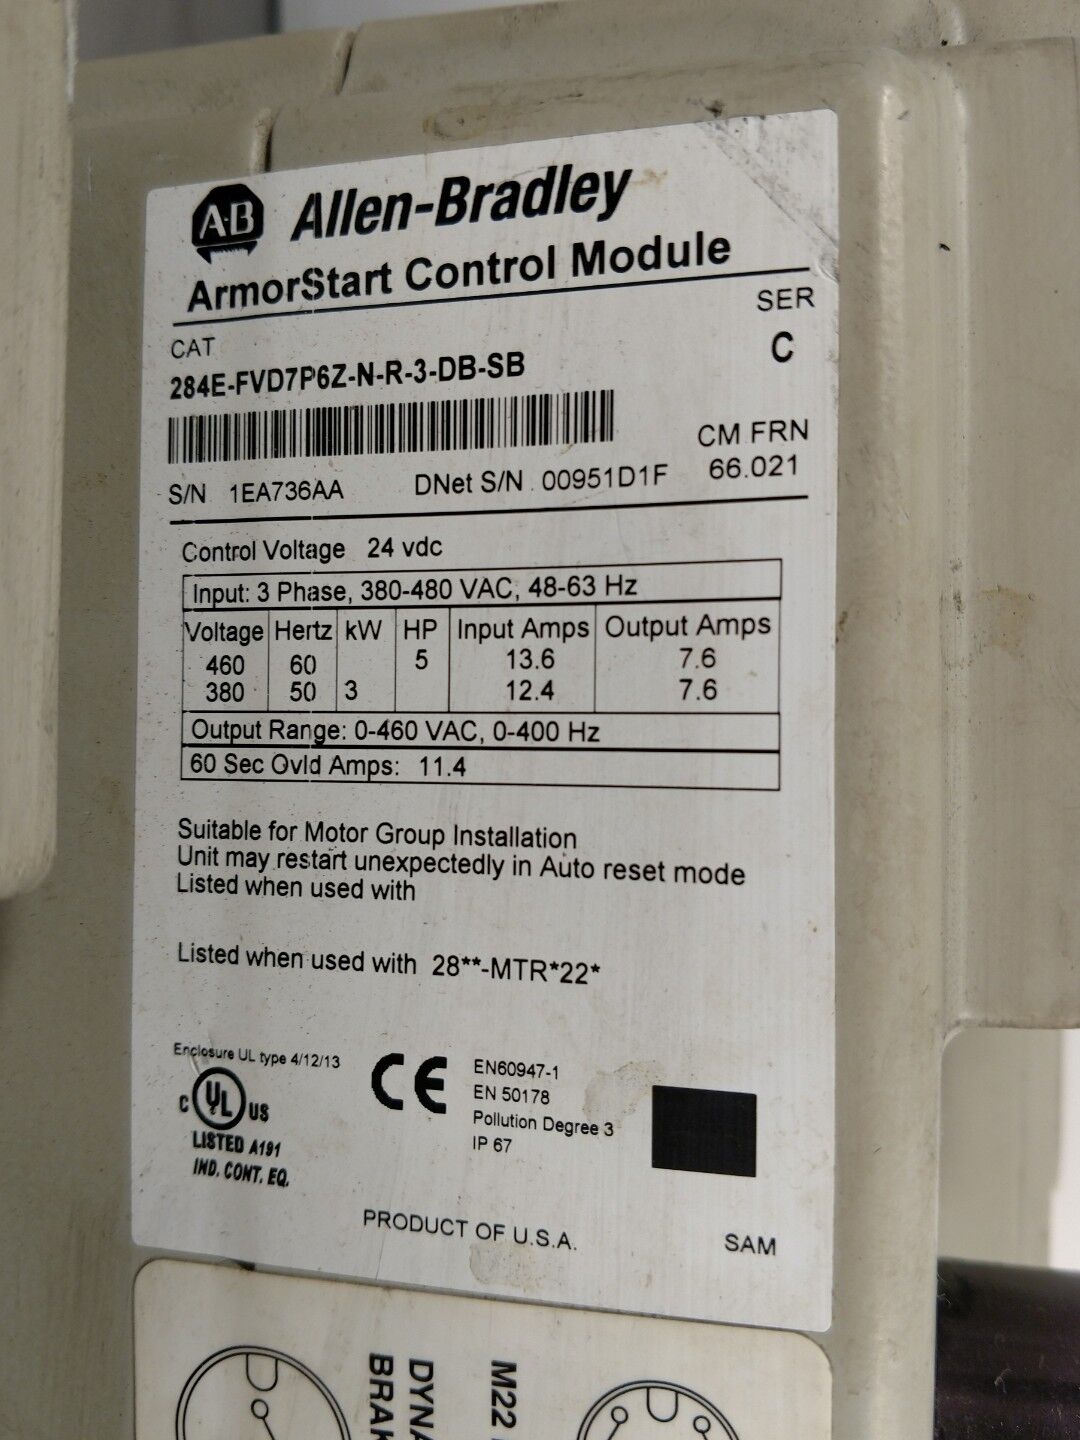 A·B Allen-Bradley
ArmorStart Control Module
CAT SER
284E-FVD7P6Z-N-R-3-DB-SB C
CM FRN
S/N 1EA736AA DNet S/N 00951D1F 66.021
Control Voltage 24 vdc
Input: 3 Phase, 380-480 VAC, 48-63 Hz
Voltage Hertz kW HP Input Amps Output Amps
460 60 5 13.6 7.6
380 50 3 12.4 7.6
Output Range: 0-460 VAC, 0-400 Hz
60 Sec Ovld Amps: 11.4
Suitable for Motor Group Installation
Unit may restart unexpectedly in Auto reset mode
Listed when used with
Listed when used with 28**-MTR*22*
Enclosure UL type 4/12/13
C UL US
LISTED A191
IND. CONT. EQ.
CE
EN60947-1
EN 50178
Pollution Degree 3
IP 67
PRODUCT OF U.S.A.
SAM
M22